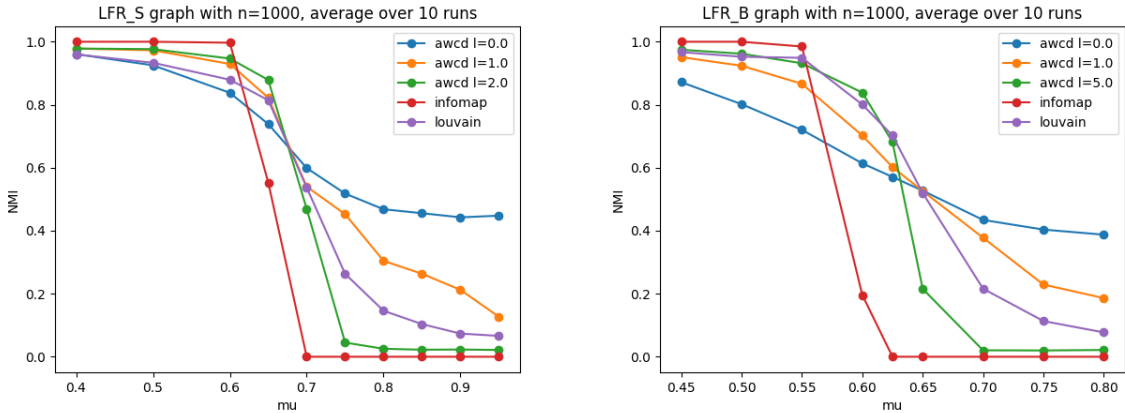 LFR_S graph with n=1000, average over 10 runs
1.0
0.8
0.6
0.4
0.2
0.0
NMI
awcd l=0.0
awcd l=1.0
awcd l=2.0
infomap
louvain
0.4 0.5 0.6 0.7 0.8 0.9
mu
LFR_B graph with n=1000, average over 10 runs
1.0
0.8
0.6
0.4
0.2
0.0
NMI
awcd l=0.0
awcd l=1.0
awcd l=5.0
infomap
louvain
0.45 0.50 0.55 0.60 0.65 0.70 0.75 0.80
mu